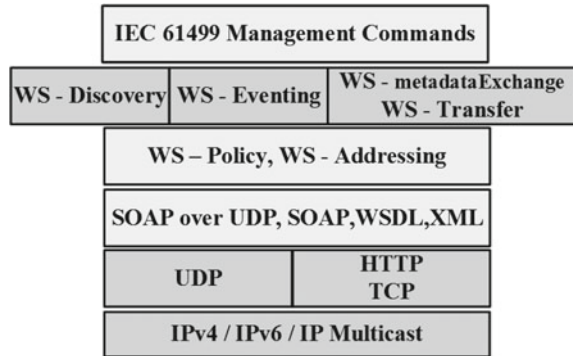 IEC 61499 Management Commands
WS - Discovery
WS - Eventing
WS - metadataExchange
WS - Transfer
WS – Policy, WS - Addressing
SOAP over UDP, SOAP,WSDL,XML
UDP
HTTP
TCP
IPv4 / IPv6 / IP Multicast